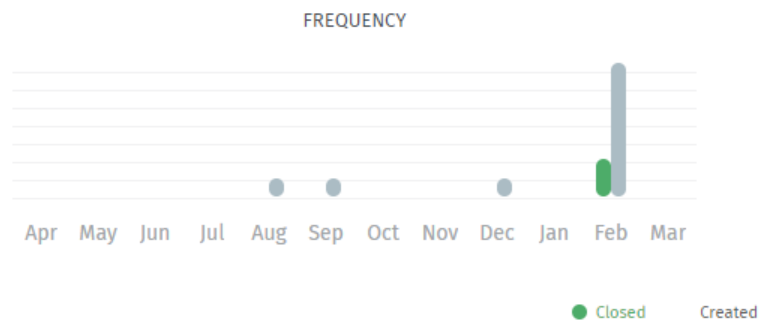 FREQUENCY
Apr May Jun Jul Aug Sep Oct Nov Dec Jan Feb Mar
Closed Created